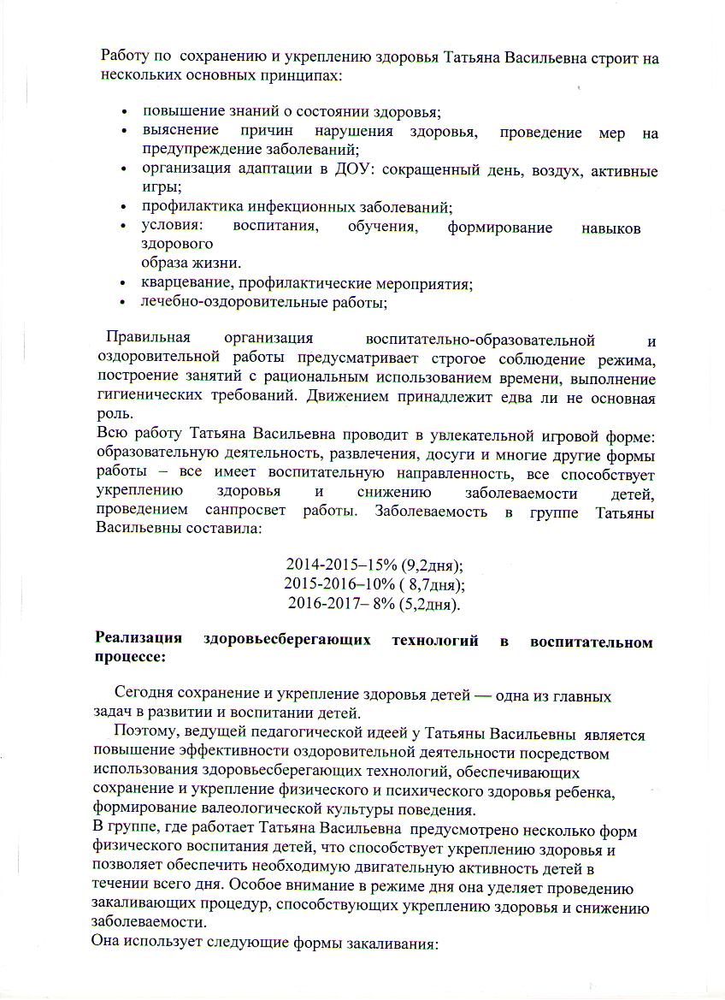 Работу по сохранению и укреплению здоровья Татьяна Васильевна строит на
нескольких основных принципах:
• повышение знаний о состоянии здоровья;
• выяснение причин нарушения здоровья, проведение мер на
предупреждение заболеваний;
• организация адаптации в ДОУ: сокращенный день, воздух, активные
игры;
• профилактика инфекционных заболеваний;
• условия: воспитания, обучения, формирование навыков
здорового
образа жизни.
• кварцевание, профилактические мероприятия;
• лечебно-оздоровительные работы;
Правильная организация воспитательно-образовательной и
оздоровительной работы предусматривает строгое соблюдение режима,
построение занятий с рациональным использованием времени, выполнение
гигиенических требований. Движением принадлежит едва ли не основная
роль.
Всю работу Татьяна Васильевна проводит в увлекательной игровой форме:
образовательную деятельность, развлечения, досуги и многие другие формы
работы – все имеет воспитательную направленность, все способствует
укреплению здоровья и снижению заболеваемости детей,
проведением санпросвет работы. Заболеваемость в группе Татьяны
Васильевны составила:
2014-2015–15% (9,2дня);
2015-2016–10% ( 8,7дня);
2016-2017– 8% (5,2дня).
Реализация здоровьесберегающих технологий в воспитательном
процессе:
Сегодня сохранение и укрепление здоровья детей — одна из главных
задач в развитии и воспитании детей.
Поэтому, ведущей педагогической идеей у Татьяны Васильевны является
повышение эффективности оздоровительной деятельности посредством
использования здоровьесберегающих технологий, обеспечивающих
сохранение и укрепление физического и психического здоровья ребенка,
формирование валеологической культуры поведения.
В группе, где работает Татьяна Васильевна предусмотрено несколько форм
физического воспитания детей, что способствует укреплению здоровья и
позволяет обеспечить необходимую двигательную активность детей в
течении всего дня. Особое внимание в режиме дня она уделяет проведению
закаливающих процедур, способствующих укреплению здоровья и снижению
заболеваемости.
Она использует следующие формы закаливания: